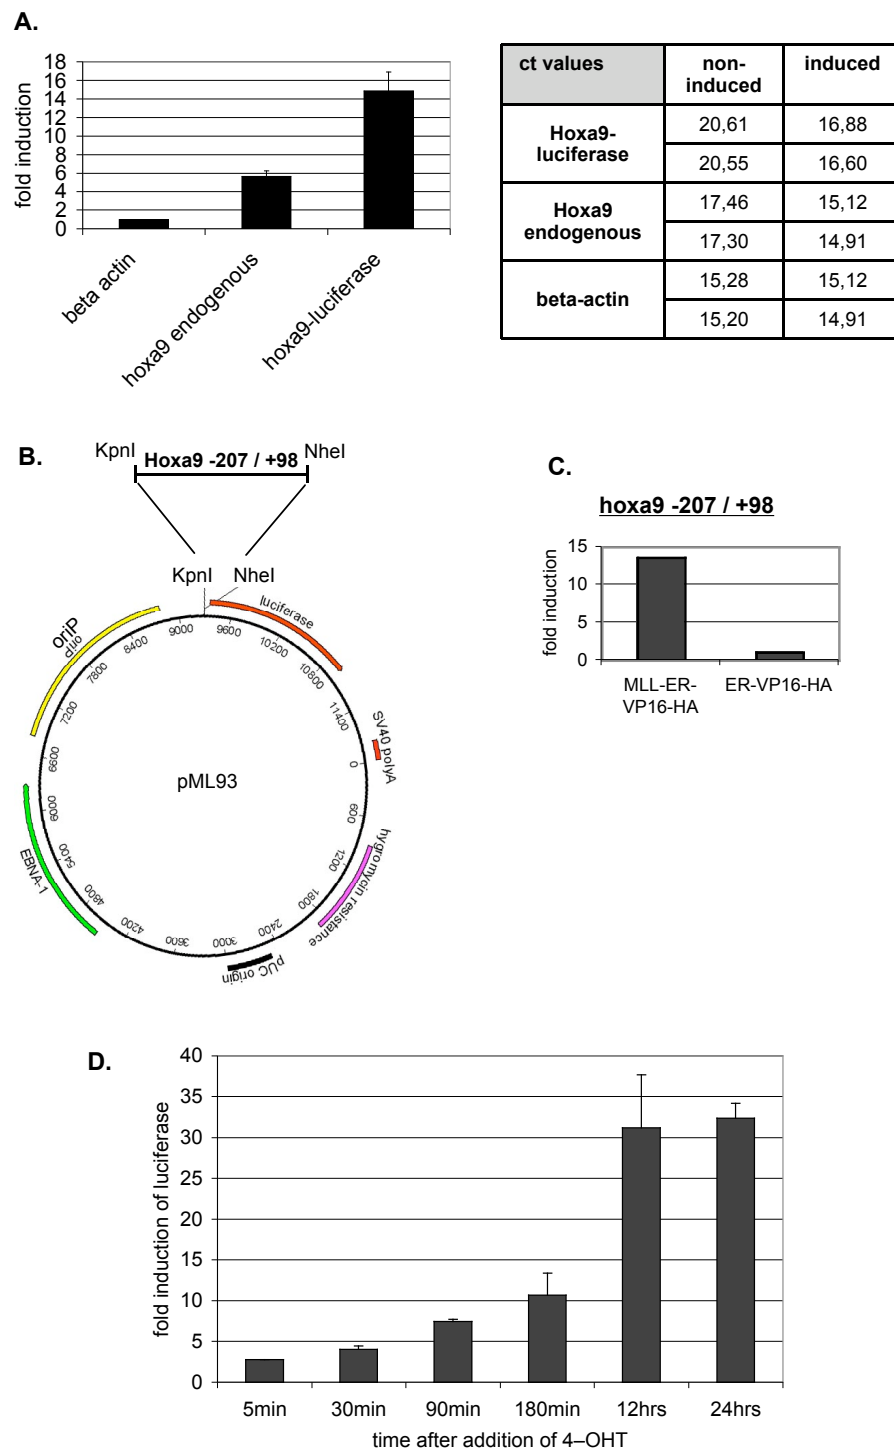 A.
18
16
14
12
10
8
6
4
2
0
fold induction
beta actin
hoxa9 endogenous
hoxa9-luciferase
ct values
non-
induced
induced
Hoxa9-
luciferase
20,61
16,88
20,55
16,60
Hoxa9
endogenous
17,46
15,12
17,30
14,91
beta-actin
15,28
15,12
15,20
14,91
B.
KpnI
Hoxa9 -207 / +98
NheI
KpnI
NheI
luciferase
oriP
oriP
9000
9600
10200
10800
11400
SV40 polyA
0
600
hygromycin resistance
1200
1800
2400
pUC origin
3000
3600
4200
4800
EBNA-1
5400
6000
6600
7200
7800
8400
pML93
C.
hoxa9 -207 / +98
15
10
5
0
fold induction
MLL-ER-
VP16-HA
ER-VP16-HA
D.
40
35
30
25
20
15
10
5
0
fold induction of luciferase
5min
30min
90min
180min
12hrs
24hrs
time after addition of 4–OHT